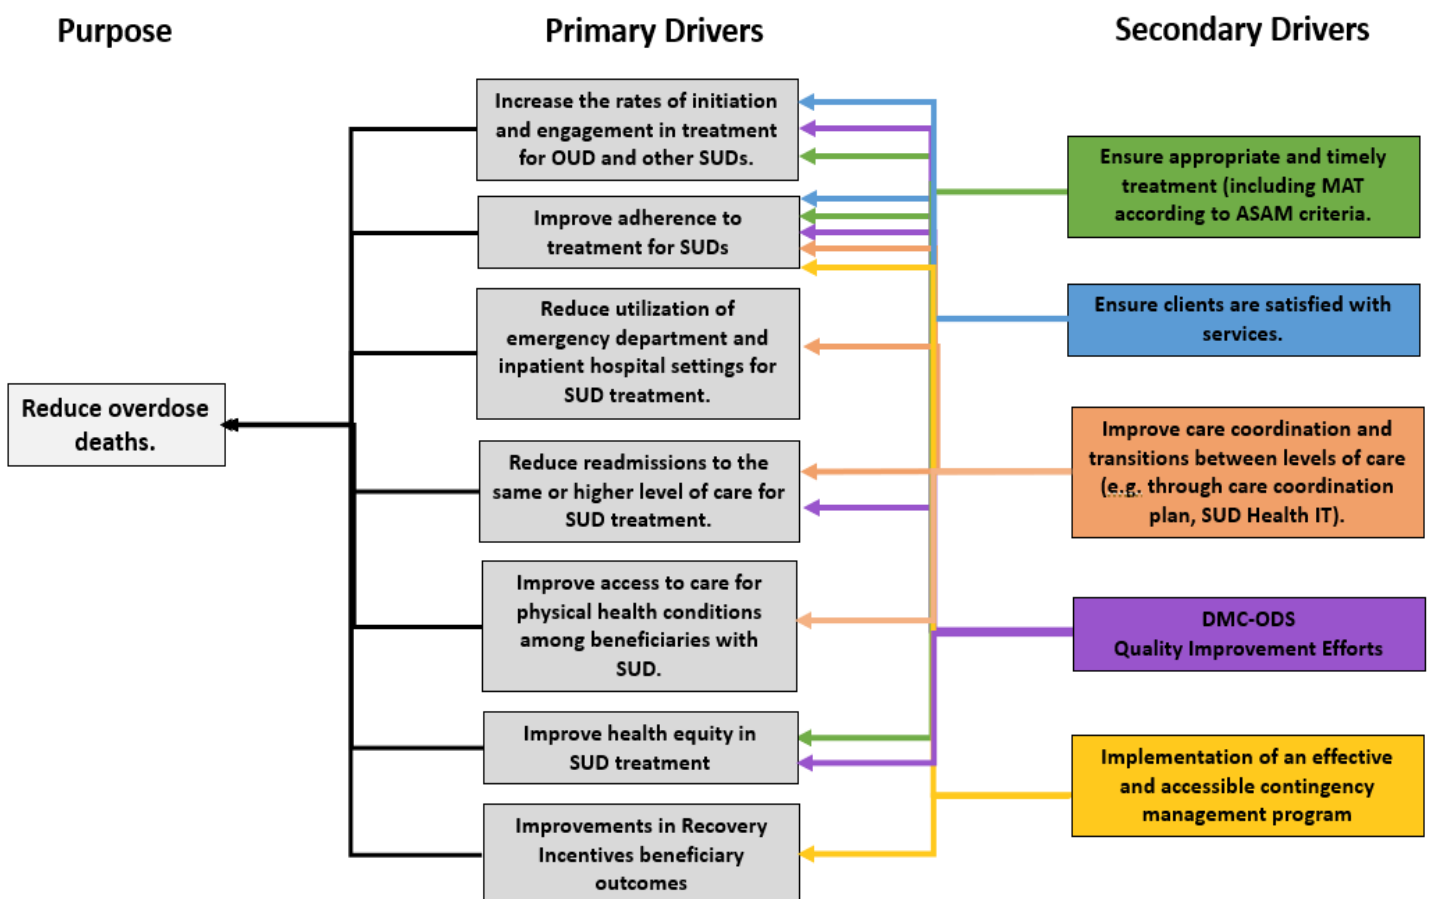 Purpose
Primary Drivers
Secondary Drivers
Reduce overdose
deaths.
Increase the rates of initiation
and engagement in treatment
for OUD and other SUDs.
Improve adherence to
treatment for SUDs
Reduce utilization of
emergency department and
inpatient hospital settings for
SUD treatment.
Reduce readmissions to the
same or higher level of care for
SUD treatment.
Improve access to care for
physical health conditions
among beneficiaries with
SUD.
Improve health equity in
SUD treatment
Improvements in Recovery
Incentives beneficiary
outcomes
Ensure appropriate and timely
treatment (including MAT
according to ASAM criteria.
Ensure clients are satisfied with
services.
Improve care coordination and
transitions between levels of care
(e.g. through care coordination
plan, SUD Health IT).
DMC-ODS
Quality Improvement Efforts
Implementation of an effective
and accessible contingency
management program